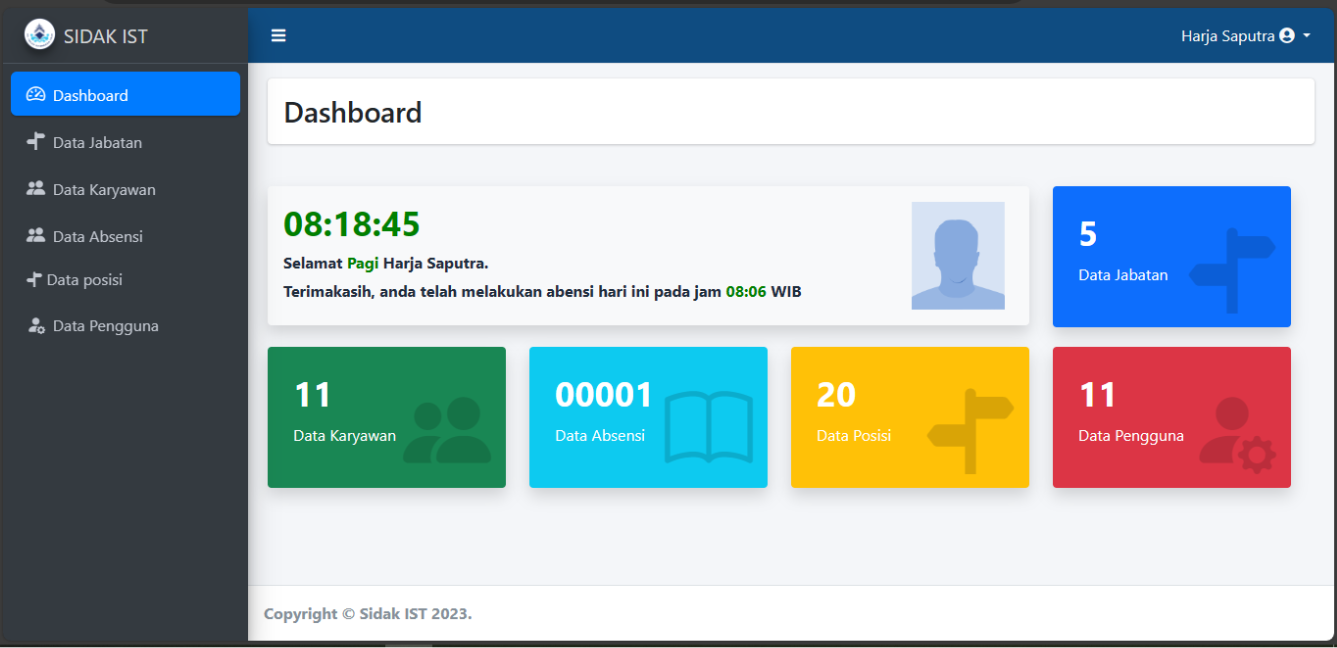 SIDAK IST
Harja Saputra
Dashboard
Data Jabatan
Data Karyawan
Data Absensi
Data posisi
Data Pengguna
Dashboard
08:18:45
Selamat Pagi Harja Saputra.
Terimakasih, anda telah melakukan abensi hari ini pada jam 08:06 WIB
5
Data Jabatan
11
Data Karyawan
00001
Data Absensi
20
Data Posisi
11
Data Pengguna
Copyright © Sidak IST 2023.